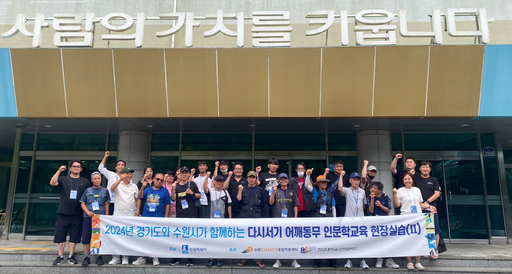 사람의 가치를 키웁니다
2024년 경기도와 수원시가 함께하는 다시서기 어깨동무 인문학교육 현장실습(II)